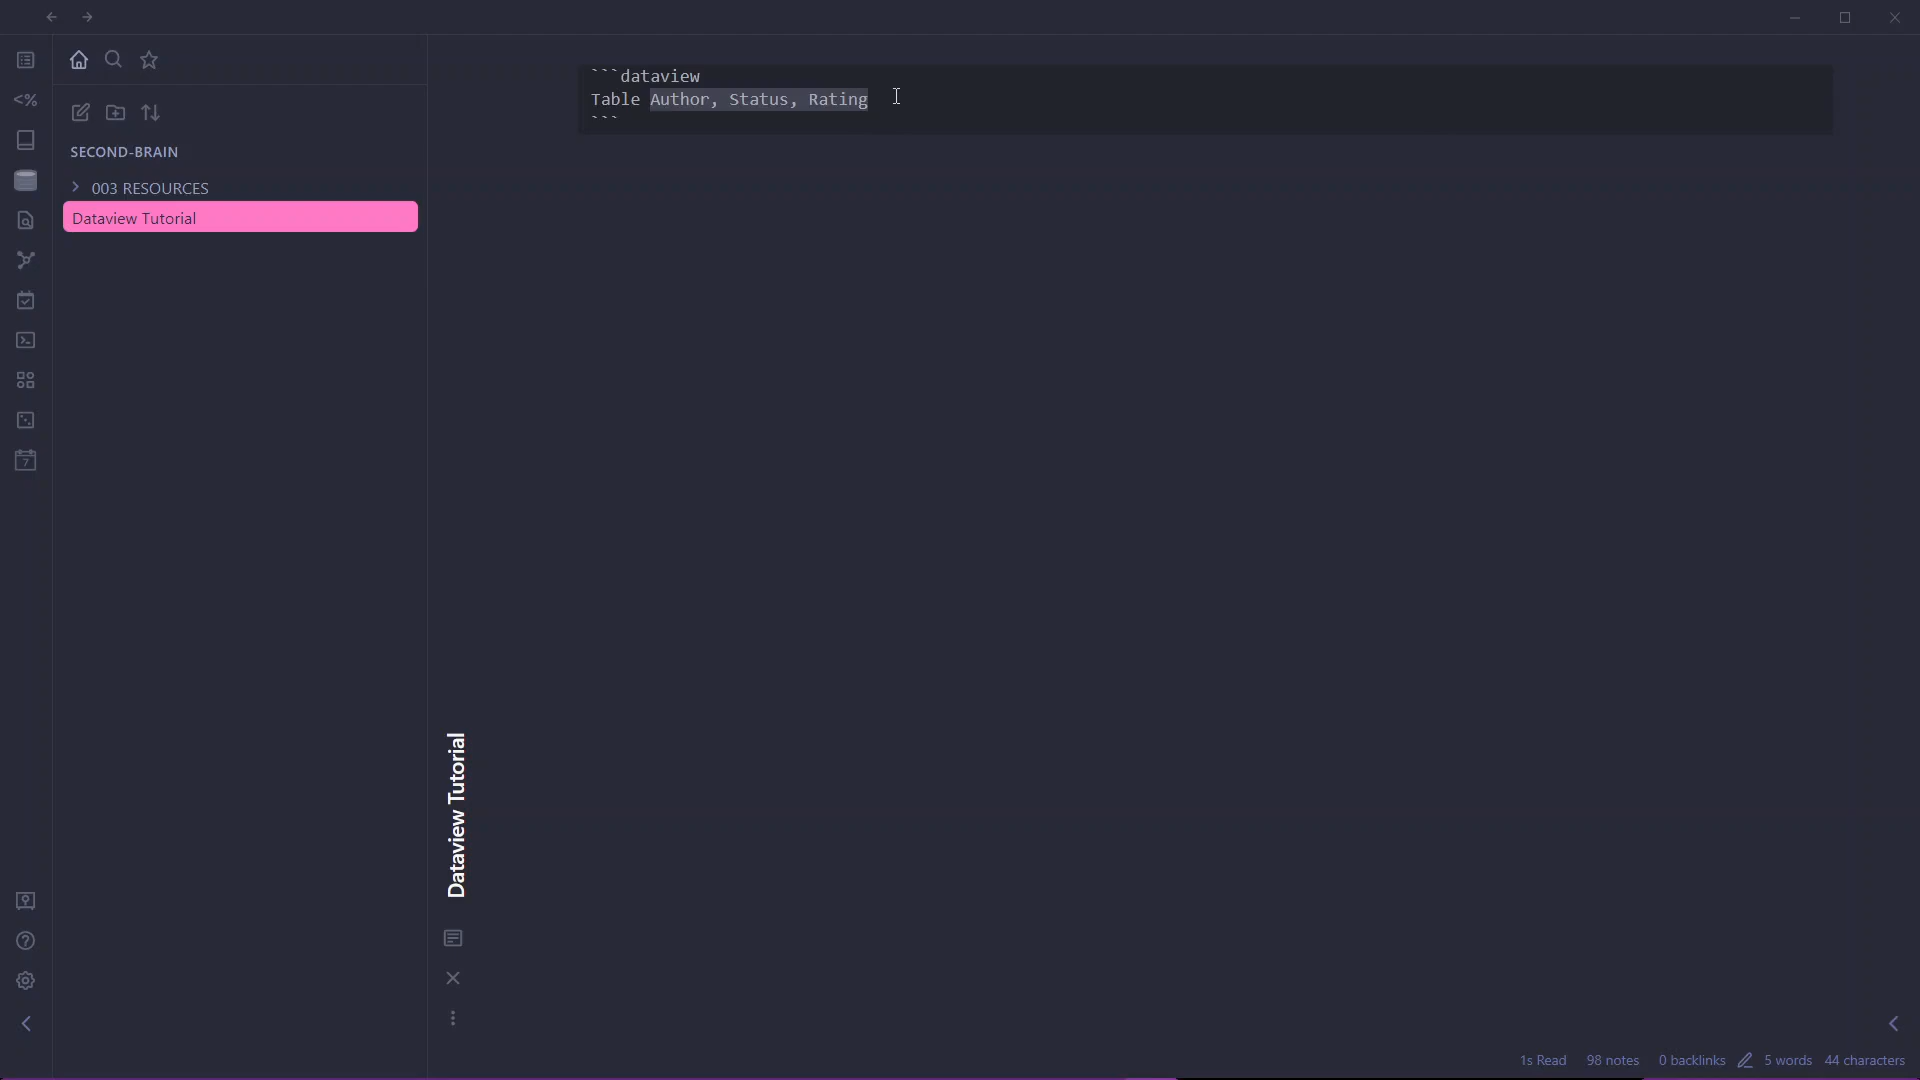 SECOND-BRAIN
003 RESOURCES
Dataview Tutorial
```dataview
Table Author, Status, Rating
```
Dataview Tutorial
<%
7
1s Read 98 notes 0 backlinks 5 words 44 characters